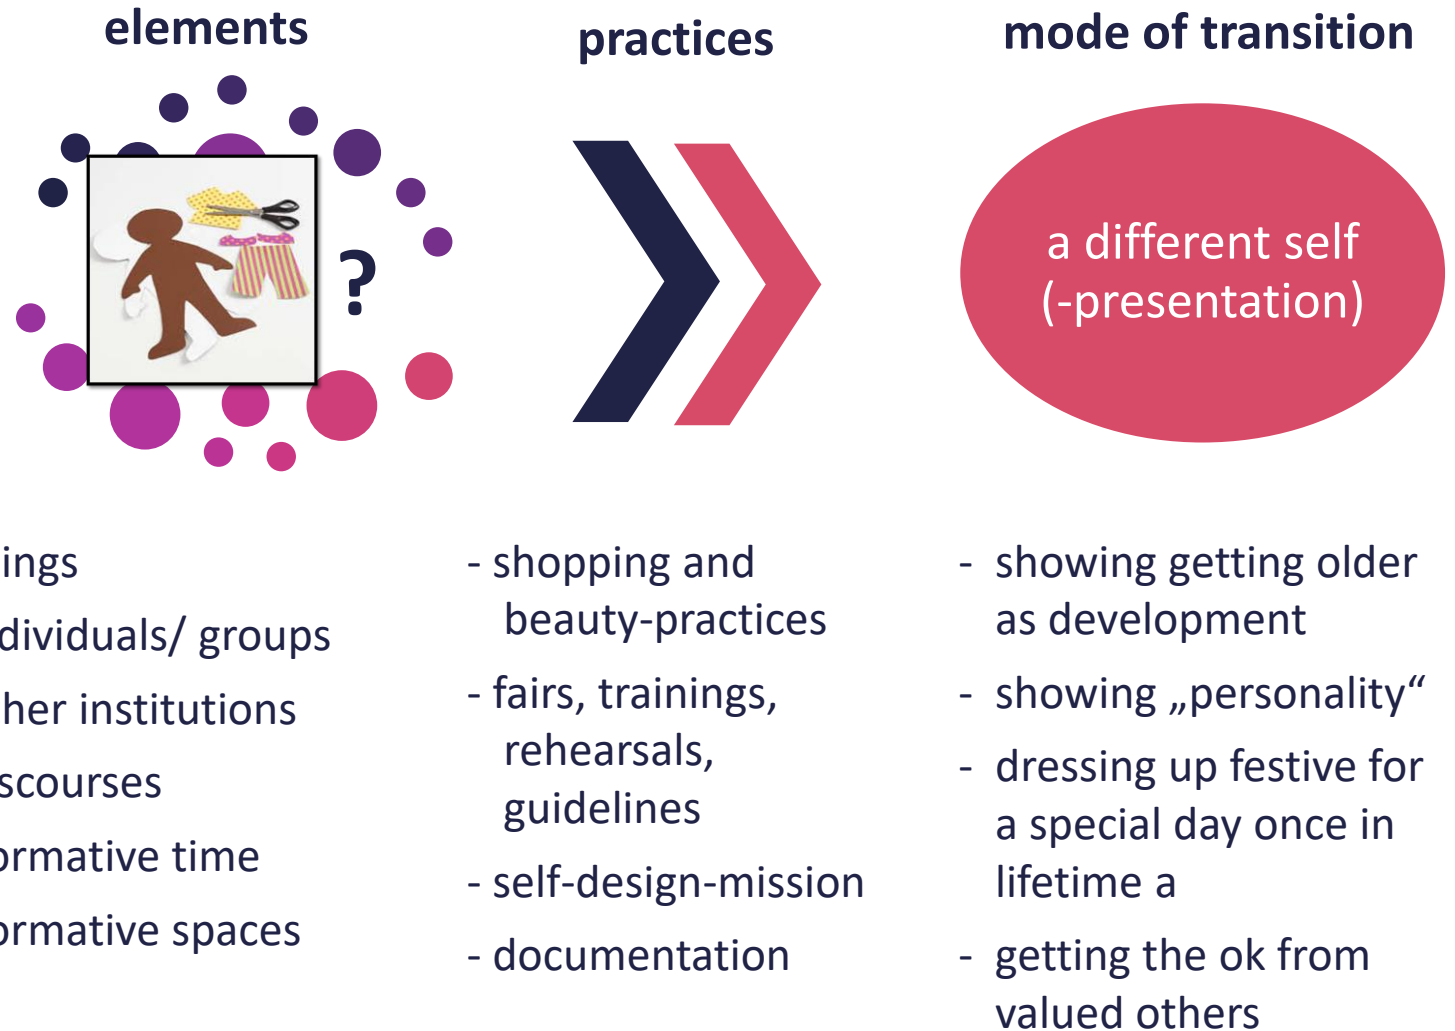 elements
?
ings
dividuals/ groups
her institutions
scourses
ormative time
ormative spaces
practices
- shopping and
beauty-practices
- fairs, trainings,
rehearsals,
guidelines
- self-design-mission
- documentation
mode of transition
a different self
(-presentation)
- showing getting older
as development
- showing „personality“
- dressing up festive for
a special day once in
lifetime a
- getting the ok from
valued others